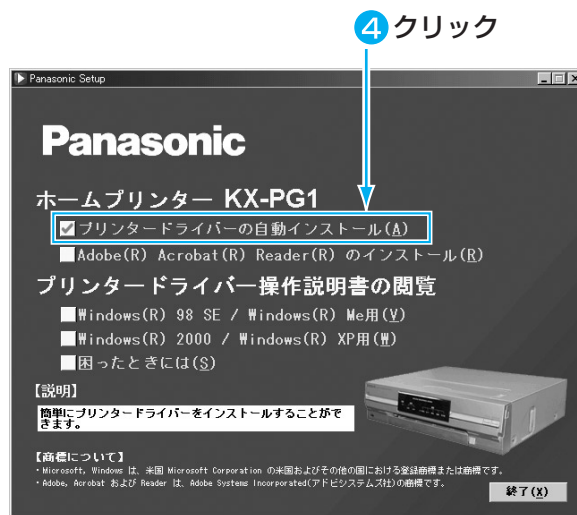 4 クリック
Panasonic Setup
Panasonic
ホームプリンター KX-PG1
プリンタードライバーの自動インストール(A)
Adobe(R) Acrobat(R) Reader(R) のインストール(R)
プリンタードライバー操作説明書の閲覧
Windows(R) 98 SE / Windows(R) Me用(V)
Windows(R) 2000 / Windows(R) XP用(W)
困ったときには(S)
【説明】
簡単にプリンタードライバーをインストールすることがで
きます。
【商標について】
・Microsoft, Windows は、米国 Microsoft Corporation の米国およびその他の国における登録商標または商標です。
・Adobe, Acrobat および Reader は、Adobe Systems Incorporated(アドビシステムズ社)の商標です。
終了(X)